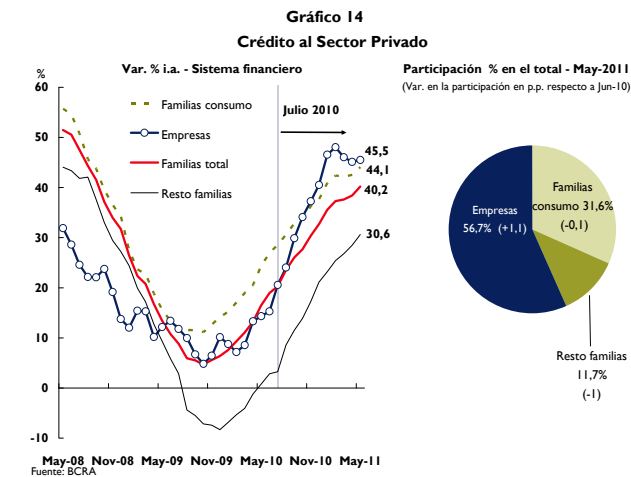 Gráfico 14
Crédito al Sector Privado
Var. % i.a. - Sistema financiero
%
60
50
40
30
20
10
0
-10
Familias consumo
Empresas
Familias total
Resto familias
Julio 2010
45,5
44,1
40,2
30,6
May-08 Nov-08 May-09 Nov-09 May-10 Nov-10 May-11
Fuente: BCRA
Participación % en el total - May-2011
(Var. en la participación en p.p. respecto a Jun-10)
Familias
consumo 31,6%
(-0,1)
Empresas
56,7% (+1,1)
Resto familias
11,7%
(-1)